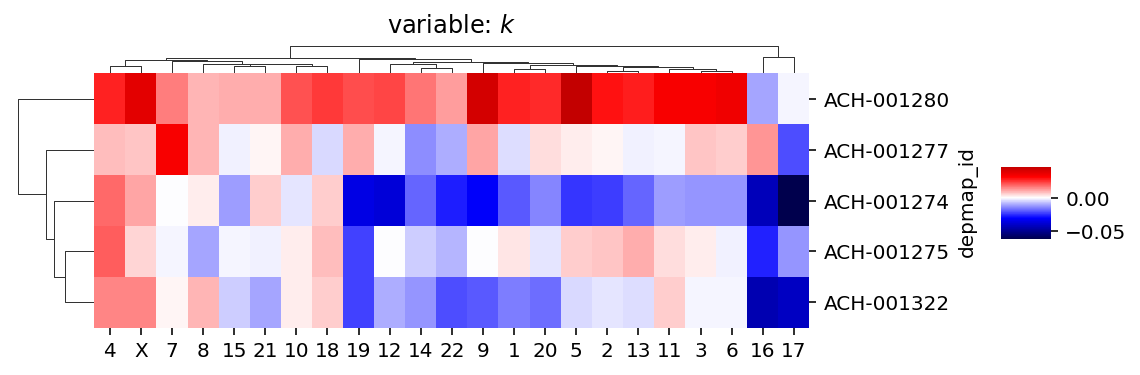 variable: k
ACH-001280
ACH-001277
ACH-001274
ACH-001275
ACH-001322
depmap_id
0.00
−0.05
4 X 7 8 15 21 10 18 19 12 14 22 9 1 20 5 2 13 11 3 6 16 17